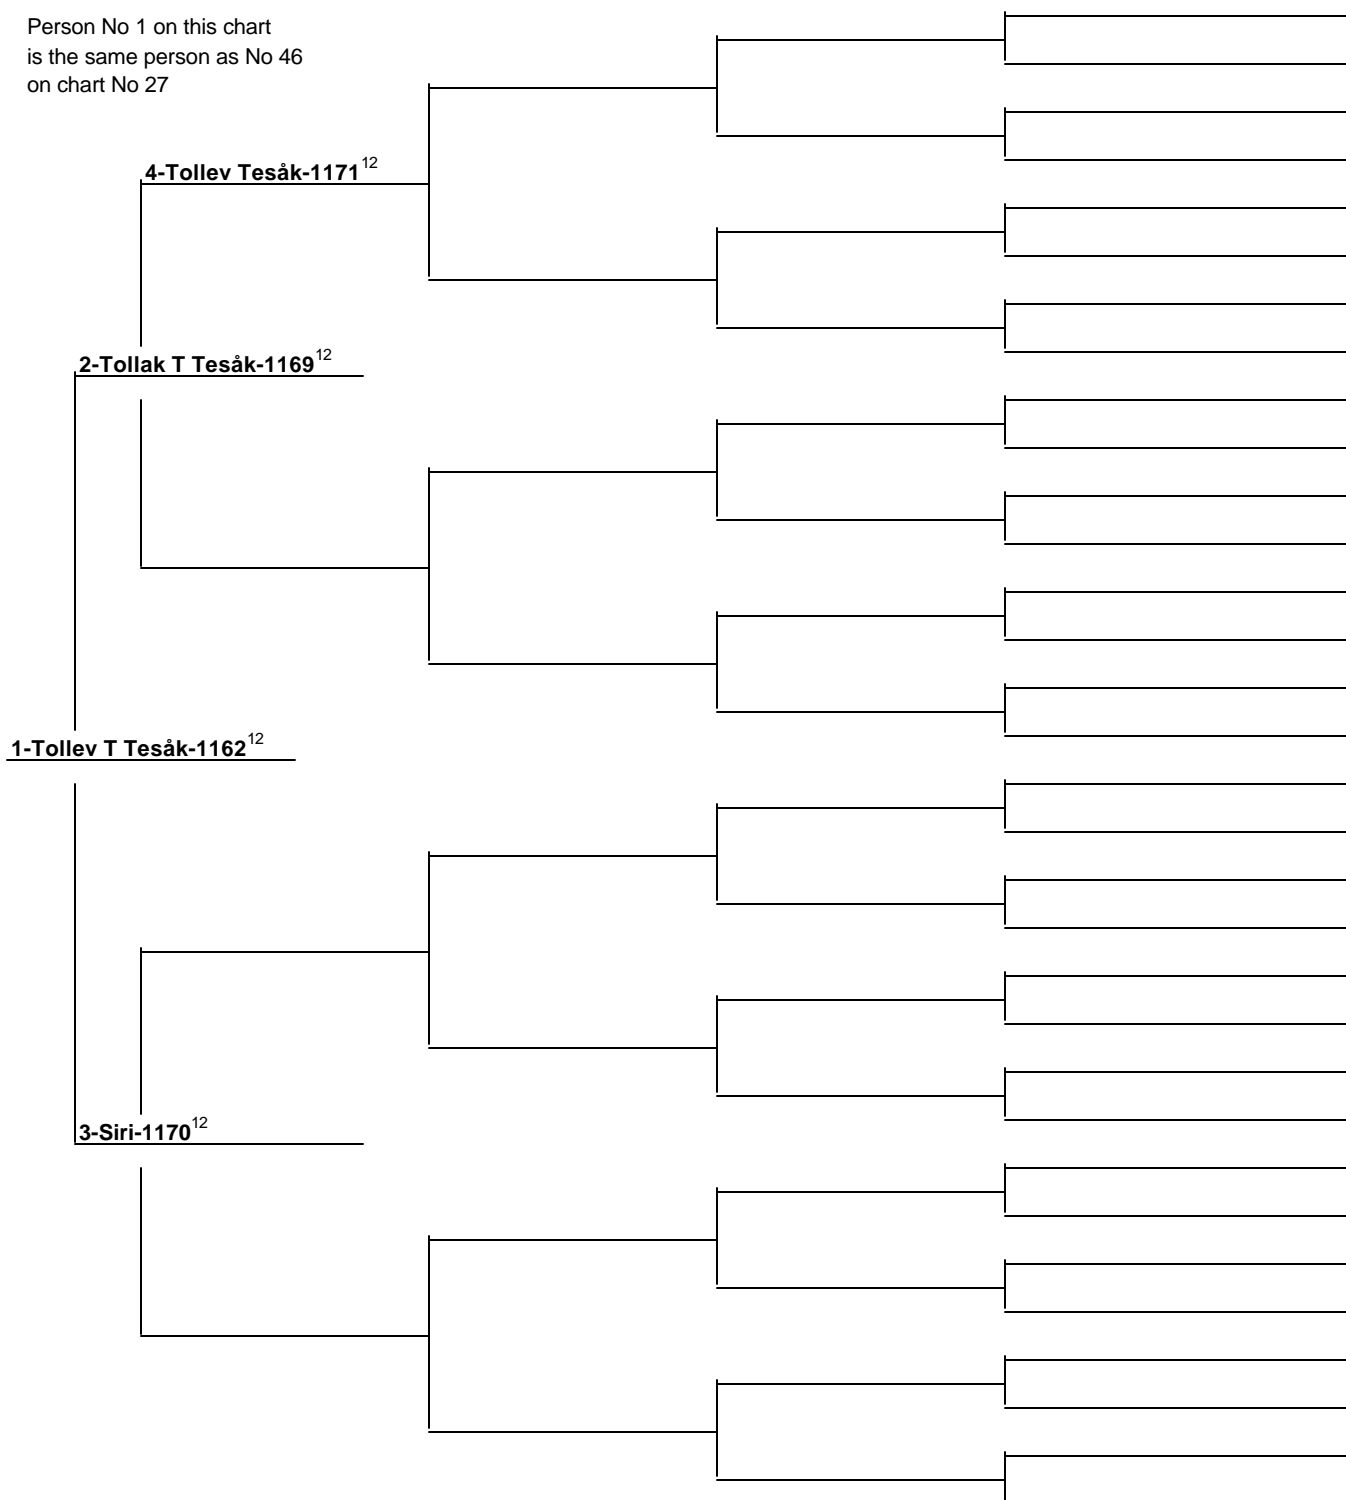 Person No 1 on this chart
is the same person as No 46
on chart No 27
4-Tollev Tesåk-1171¹²
2-Tollak T Tesåk-1169¹²
1-Tollev T Tesåk-1162¹²
3-Siri-1170¹²